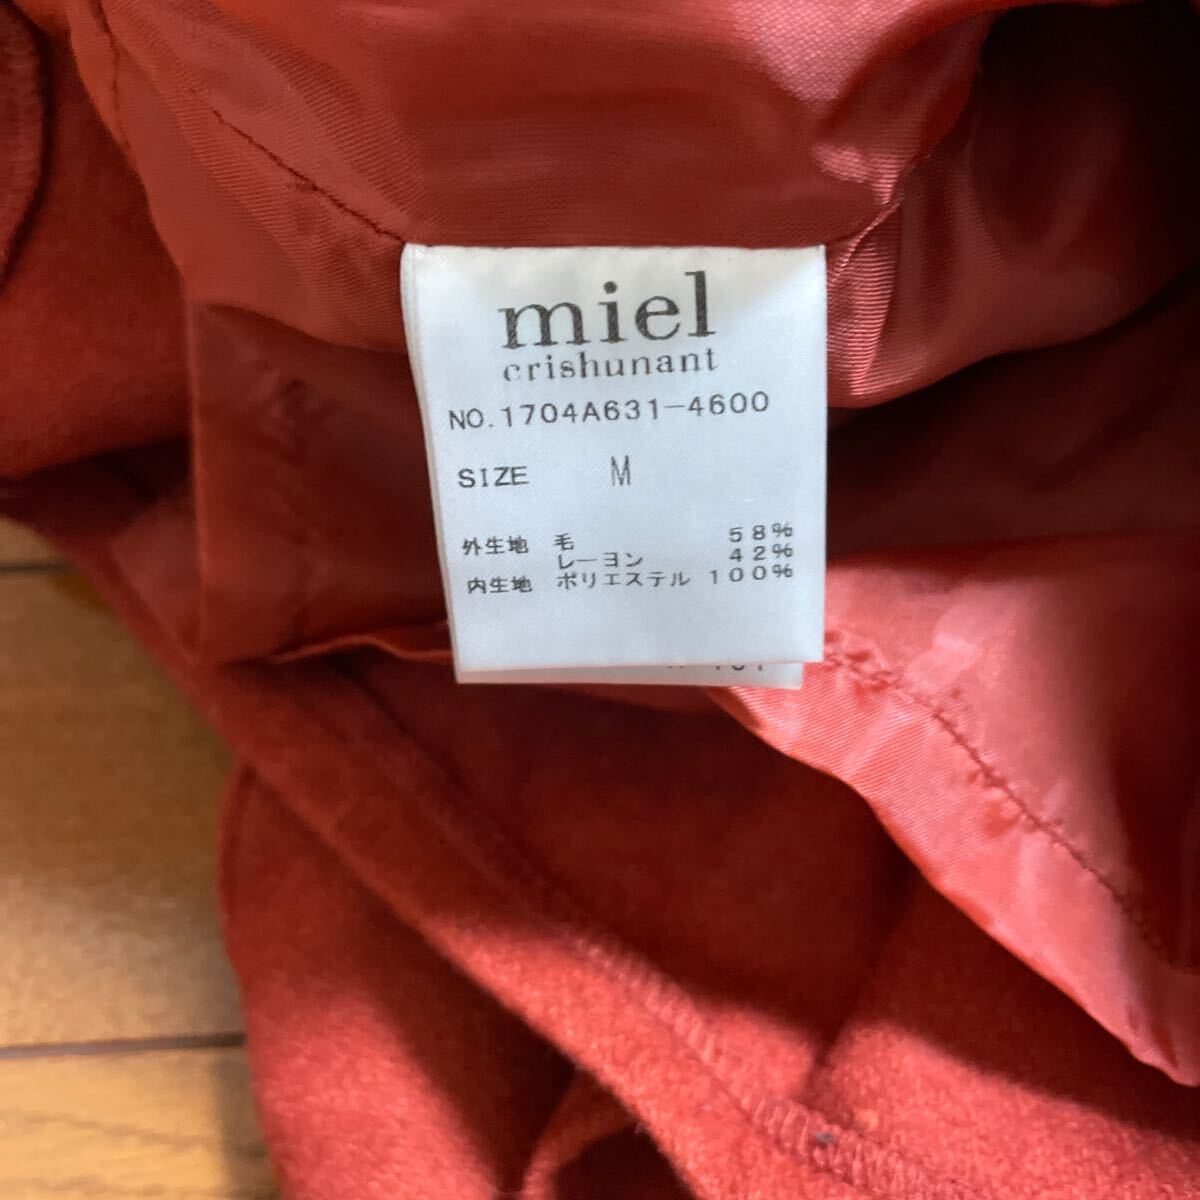 miel
crishunant
NO.1704A631-4600
SIZE M
外生地 毛 58%
レーヨン 42%
内生地 ポリエステル 100%